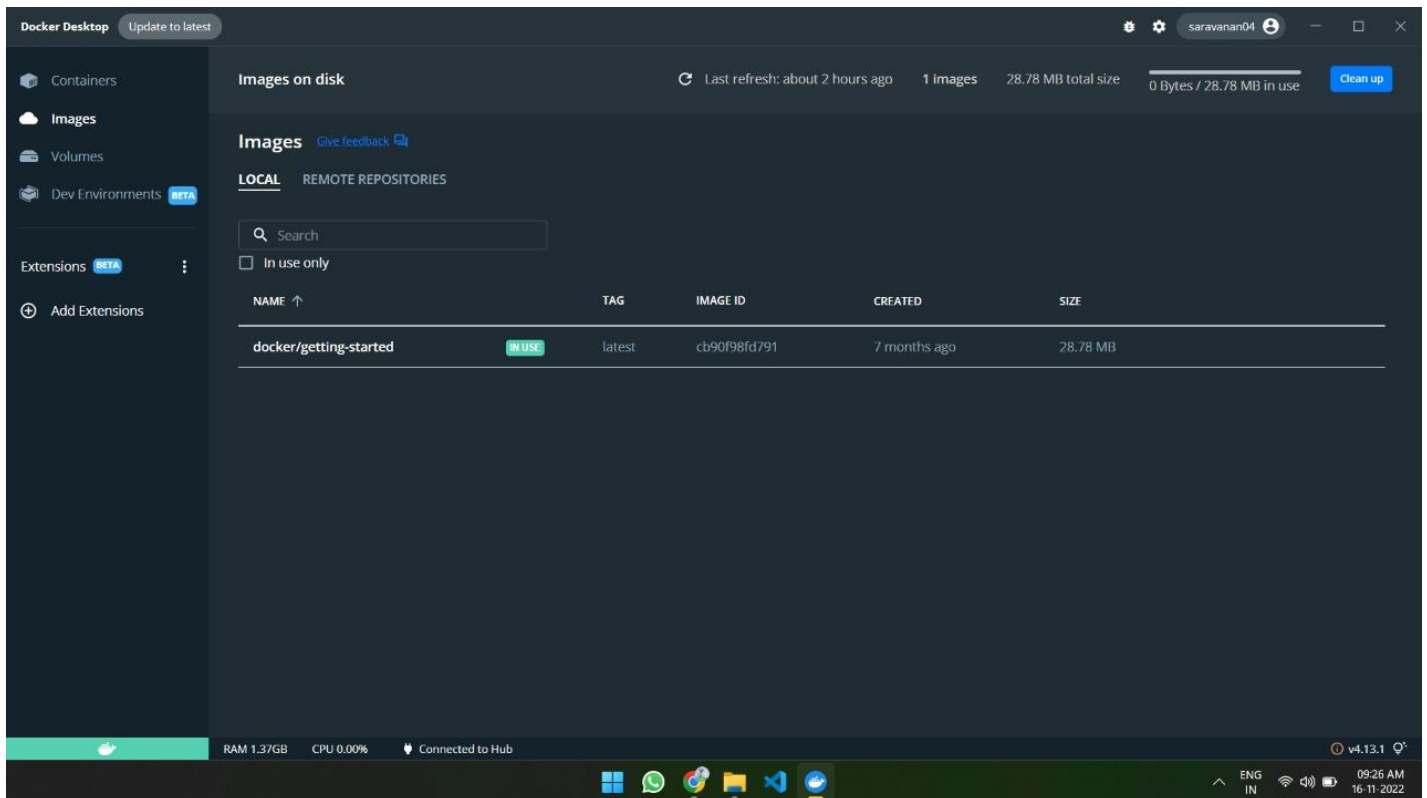 Docker Desktop Update to latest saravanan04
Containers
Images
Volumes
Dev Environments BETA
Extensions BETA
Add Extensions
Images on disk Last refresh: about 2 hours ago 1 images 28.78 MB total size 0 Bytes / 28.78 MB in use Clean up
Images Give feedback
LOCAL REMOTE REPOSITORIES
Search
In use only
NAME TAG IMAGE ID CREATED SIZE
docker/getting-started IN USE latest cb90f98fd791 7 months ago 28.78 MB
RAM 1.37GB CPU 0.00% Connected to Hub v4.13.1
ENG 09:26 AM
IN 16-11-2022